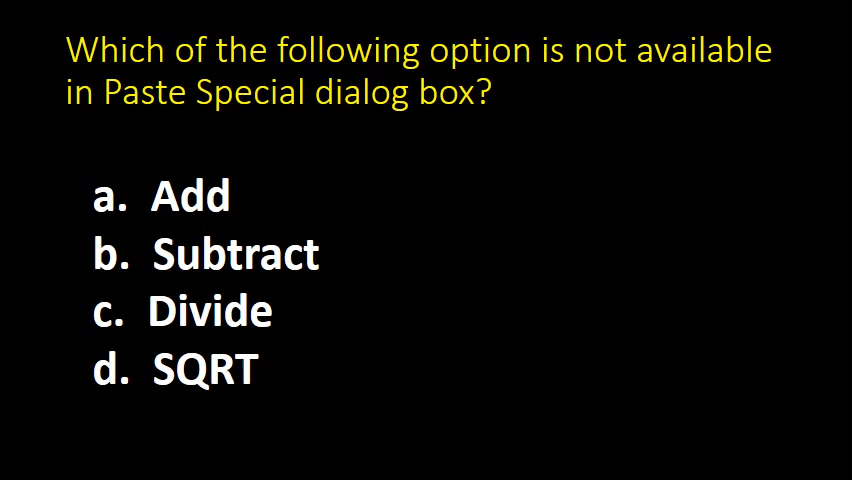 Which of the following option is not available
in Paste Special dialog box?
a. Add
b. Subtract
c. Divide
d. SQRT